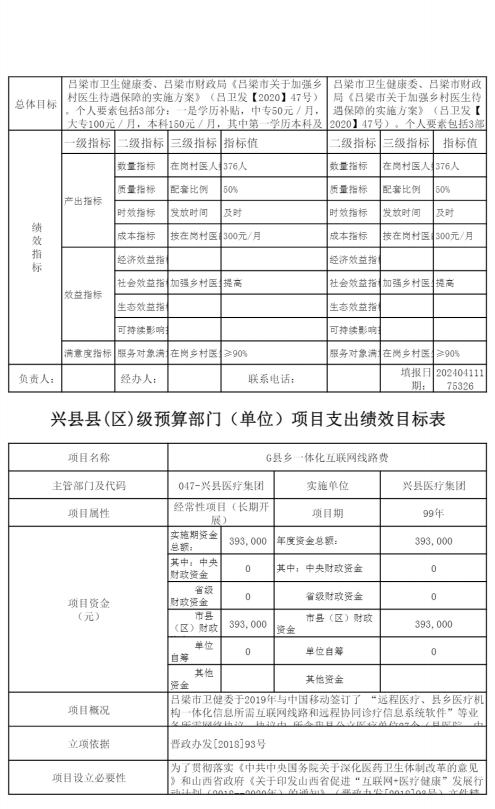 总体目标
吕梁市卫生健康委、吕梁市财政局《吕梁市关于加强乡
村医生待遇保障的实施方案》（吕卫发【2020】47号）
。个人要素包括3部分：一是学历补贴，中专50元／月，
大专100元／月，本科150元／月，其中第一学历本科及
吕梁市卫生健康委、吕梁市财政
局《吕梁市关于加强乡村医生待
遇保障的实施方案》（吕卫发【
2020】47号）。个人要素包括3部
绩效指标
一级指标 二级指标 三级指标 指标值 二级指标 三级指标 指标值
产出指标
数量指标 在岗村医人 376人 数量指标 在岗村医人 376人
质量指标 配套比例 50% 质量指标 配套比例 50%
时效指标 发放时间 及时 时效指标 发放时间 及时
成本指标 按在岗村医 300元/月 成本指标 按在岗村医 300元/月
效益指标
经济效益指 经济效益指
社会效益指 加强乡村医 提高 社会效益指 加强乡村医 提高
生态效益指 生态效益指
可持续影响 可持续影响
满意度指标 服务对象满 在岗乡村医 ≥90% 服务对象满 在岗乡村医 ≥90%
负责人： 经办人： 联系电话： 填报日期： 20240411175326
兴县县(区)级预算部门（单位）项目支出绩效目标表
项目名称 G县乡一体化互联网线路费
主管部门及代码 047-兴县医疗集团 实施单位 兴县医疗集团
项目属性 经常性项目（长期开展） 项目期 99年
项目资金（元）
实施期资金总额： 393,000 年度资金总额： 393,000
其中：中央财政资金 0 其中：中央财政资金 0
省级财政资金 0 省级财政资金 0
市县（区）财政 393,000 市县（区）财政资金 393,000
单位自筹 0 单位自筹 0
其他资金 其他资金
项目概况
吕梁市卫健委于2019年与中国移动签订了 “远程医疗、县乡医疗机
构一体化信息所需互联网线路和远程协同诊疗信息系统软件”等业
立项依据 晋政办发[2018]93号
项目设立必要性
为了贯彻落实《中共中央国务院关于深化医药卫生体制改革的意见
》和山西省政府《关于印发山西省促进“互联网+医疗健康”发展行